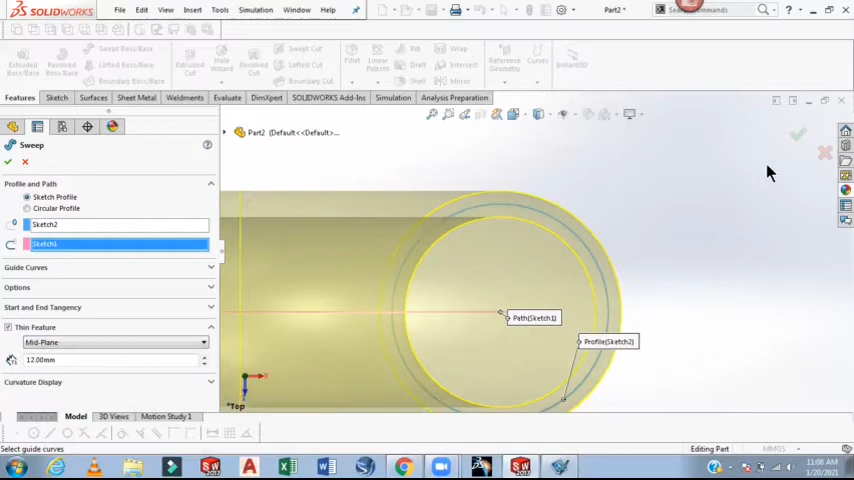 SOLIDWORKS
File Edit View Insert Tools Simulation Window Help
Part2 *
Search Commands
Extruded Boss/Base
Revolved Boss/Base
Swept Boss/Base
Lofted Boss/Base
Boundary Boss/Base
Extruded Cut
Hole Wizard
Revolved Cut
Swept Cut
Lofted Cut
Boundary Cut
Fillet
Linear Pattern
Rib
Draft
Shell
Wrap
Intersect
Mirror
Reference Geometry
Curves
Instant3D
Features Sketch Surfaces Sheet Metal Weldments Evaluate DimXpert SOLIDWORKS Add-Ins Simulation Analysis Preparation
Part2 (Default<<Default>...
Sweep
Profile and Path
Sketch Profile
Circular Profile
Sketch2
Sketch1
Guide Curves
Options
Start and End Tangency
Thin Feature
Mid-Plane
12.00mm
Curvature Display
Path(Sketch1)
Profile(Sketch2)
X
Z
*Top
Model 3D Views Motion Study 1
Select guide curves
Editing Part
MMGS
11:08 AM
1/20/2021